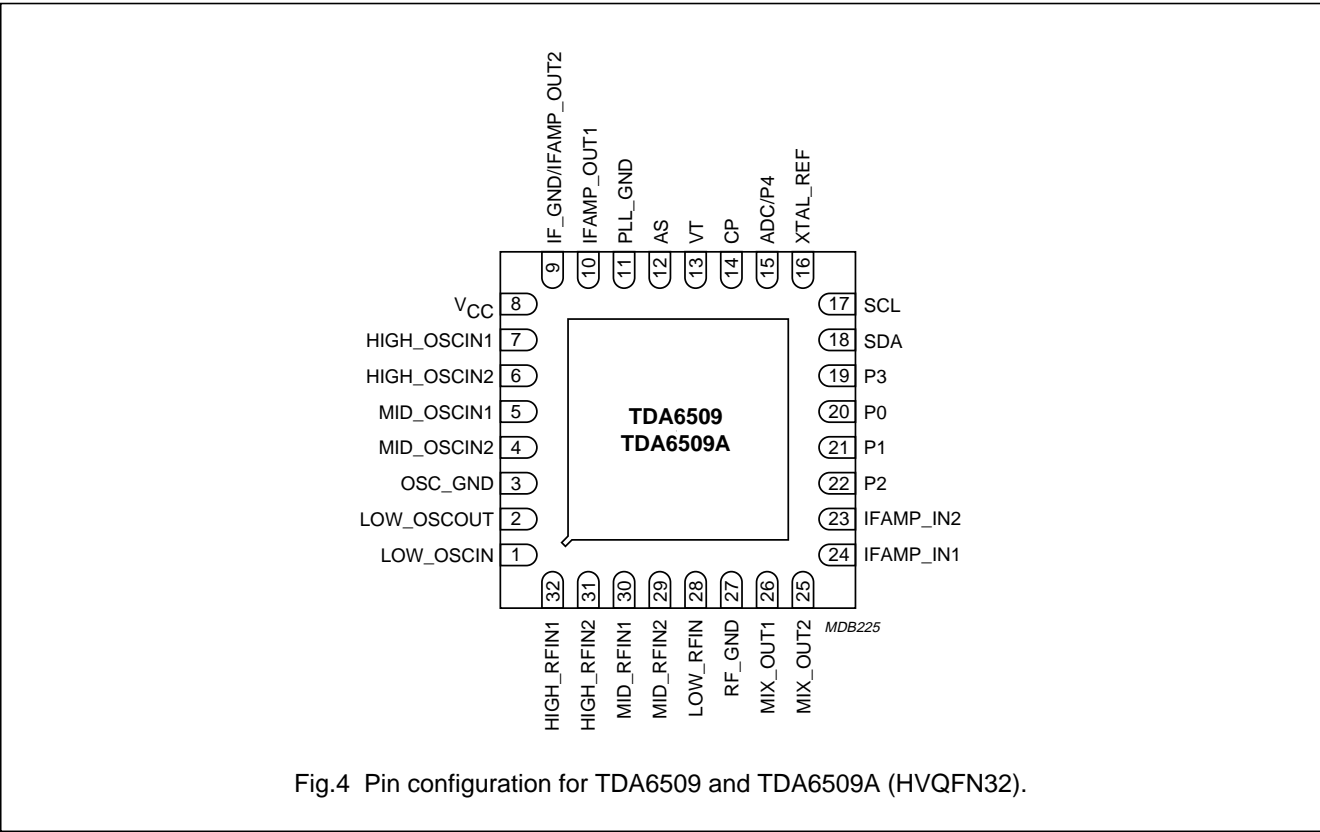 IF_GND/IFAMP_OUT2
IFAMP_OUT1
PLL_GND
AS
VT
CP
ADC/P4
XTAL_REF
9
10
11
12
13
14
15
16
VCC 8
HIGH_OSCIN1 7
HIGH_OSCIN2 6
MID_OSCIN1 5
MID_OSCIN2 4
OSC_GND 3
LOW_OSCOUT 2
LOW_OSCIN 1
TDA6509
TDA6509A
17 SCL
18 SDA
19 P3
20 P0
21 P1
22 P2
23 IFAMP_IN2
24 IFAMP_IN1
32
31
30
29
28
27
26
25
HIGH_RFIN1
HIGH_RFIN2
MID_RFIN1
MID_RFIN2
LOW_RFIN
RF_GND
MIX_OUT1
MIX_OUT2
MDB225
Fig.4 Pin configuration for TDA6509 and TDA6509A (HVQFN32).